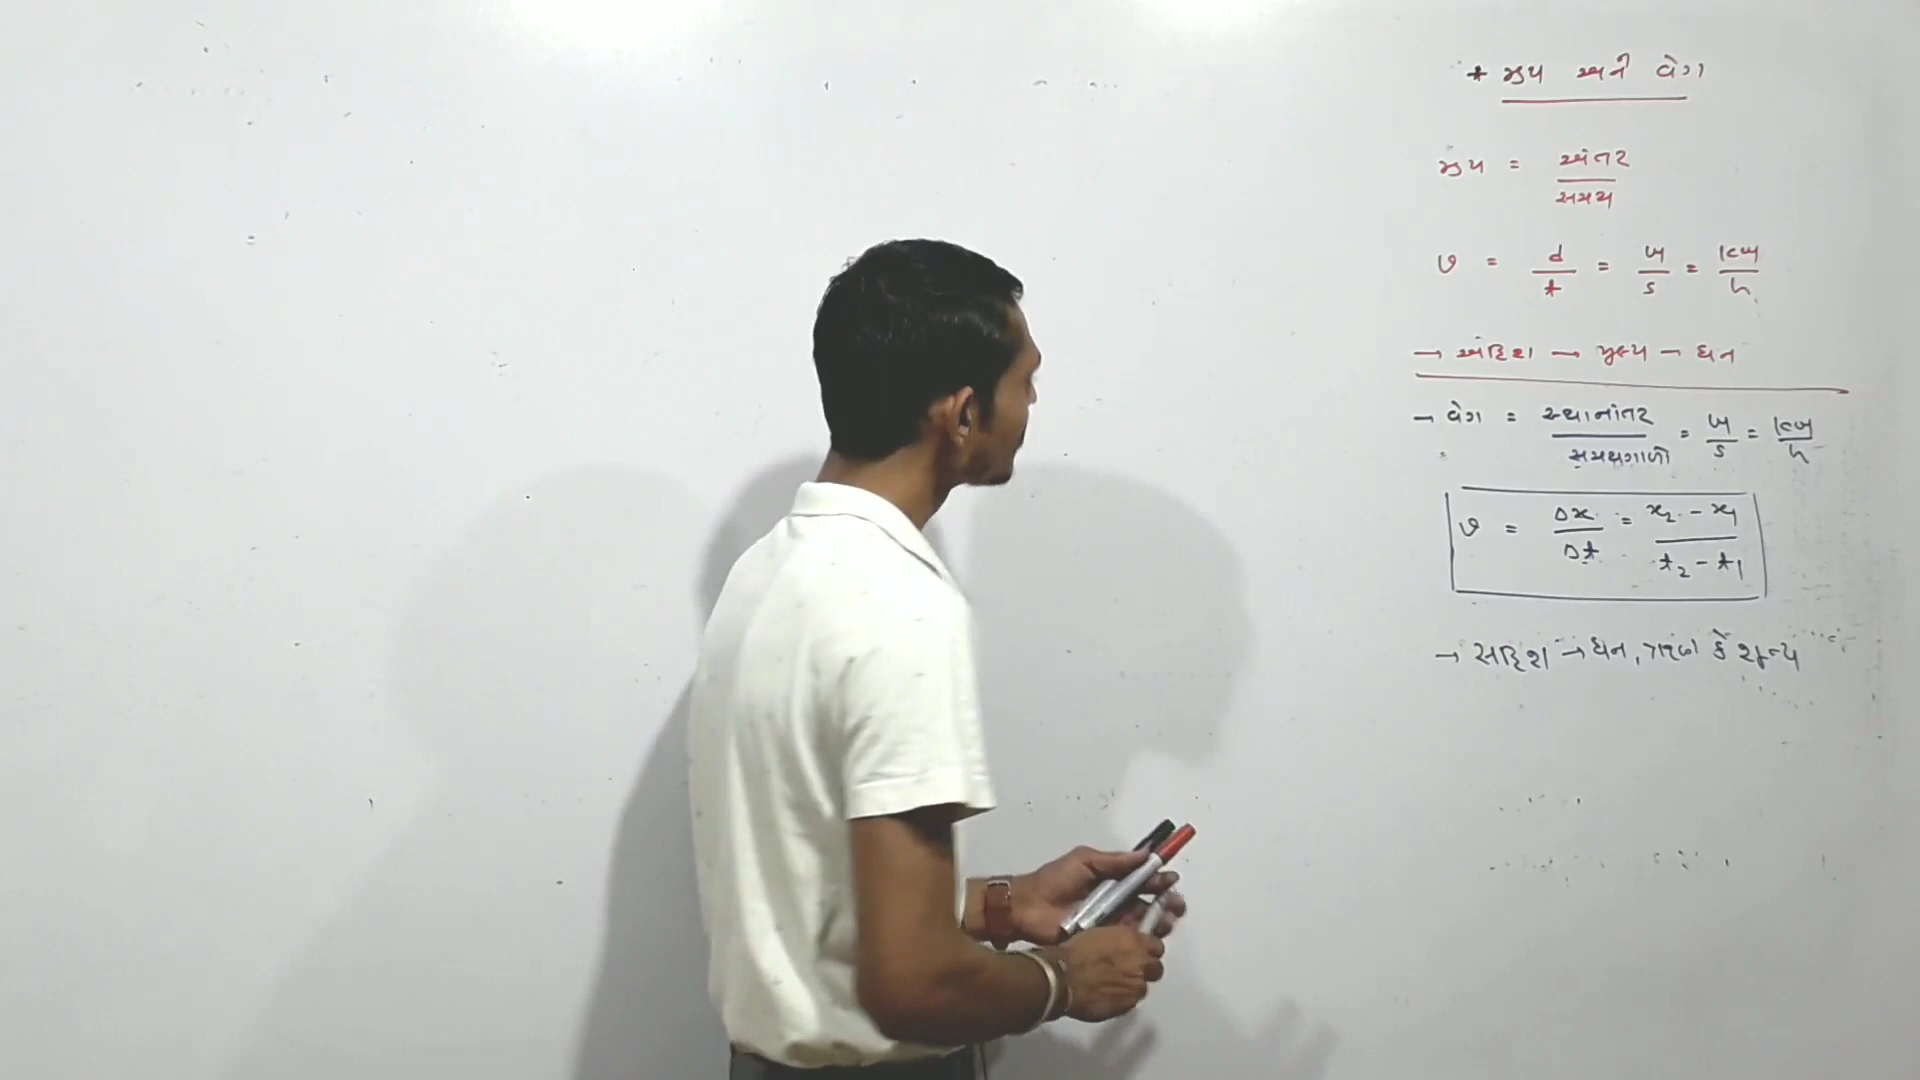 * ઝડપ અને વેગ
ઝડપ = અંતર / સમય
v = d / t = m / s = km / h
→ અદિશ → મૂલ્ય → ધન
→ વેગ = સ્થાનાંતર / સમયગાળો = m / s = km / h
v = Δx / Δt = x₂ - x₁ / t₂ - t₁
→ સદિશ → ધન, ઋણ કે શૂન્ય